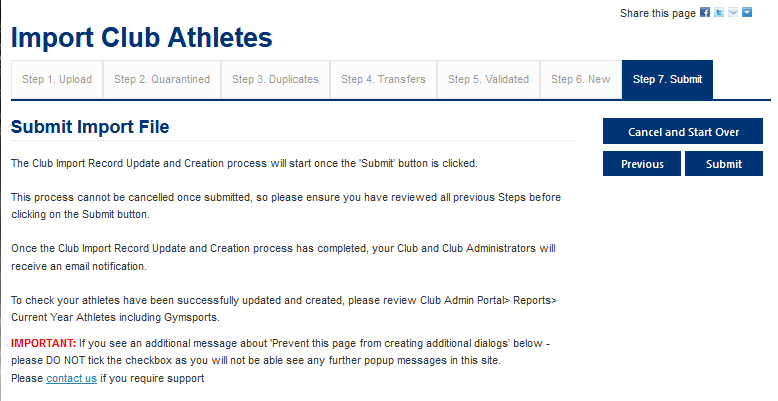 Share this page
Import Club Athletes
Step 1. Upload
Step 2. Quarantined
Step 3. Duplicates
Step 4. Transfers
Step 5. Validated
Step 6. New
Step 7. Submit
Submit Import File
Cancel and Start Over
Previous
Submit
The Club Import Record Update and Creation process will start once the 'Submit' button is clicked.
This process cannot be cancelled once submitted, so please ensure you have reviewed all previous Steps before
clicking on the Submit button.
Once the Club Import Record Update and Creation process has completed, your Club and Club Administrators will
receive an email notification.
To check your athletes have been successfully updated and created, please review Club Admin Portal> Reports>
Current Year Athletes including Gymsports.
IMPORTANT: If you see an additional message about 'Prevent this page from creating additional dialogs' below -
please DO NOT tick the checkbox as you will not be able see any further popup messages in this site.
Please contact us if you require support